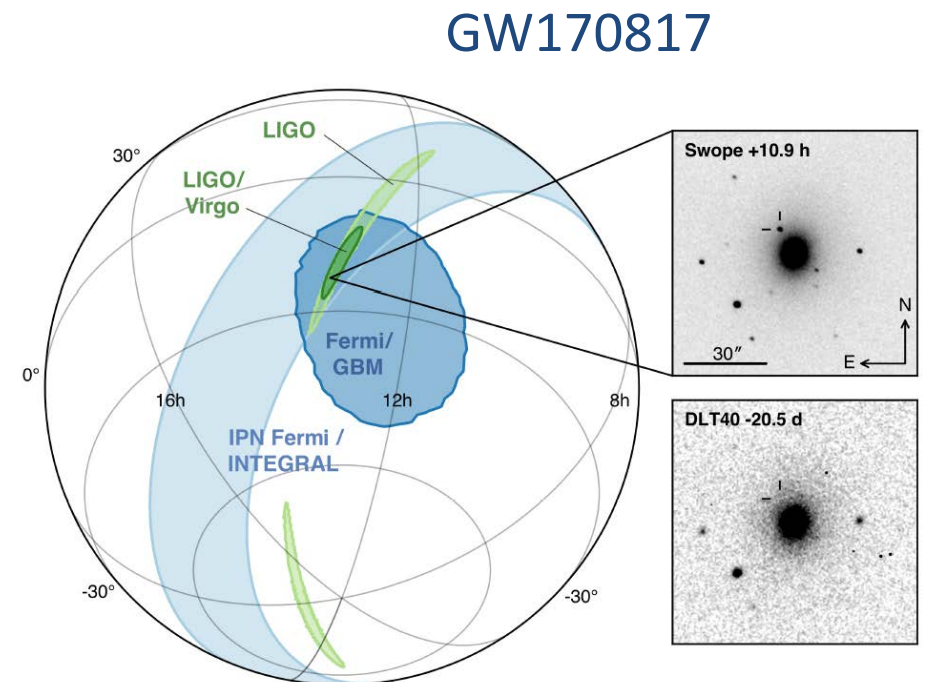 GW170817
LIGO
30°
LIGO/
Virgo
Swope +10.9 h
N
E
30″
Fermi/
GBM
0°
16h
12h
8h
IPN Fermi /
INTEGRAL
DLT40 -20.5 d
-30°
-30°